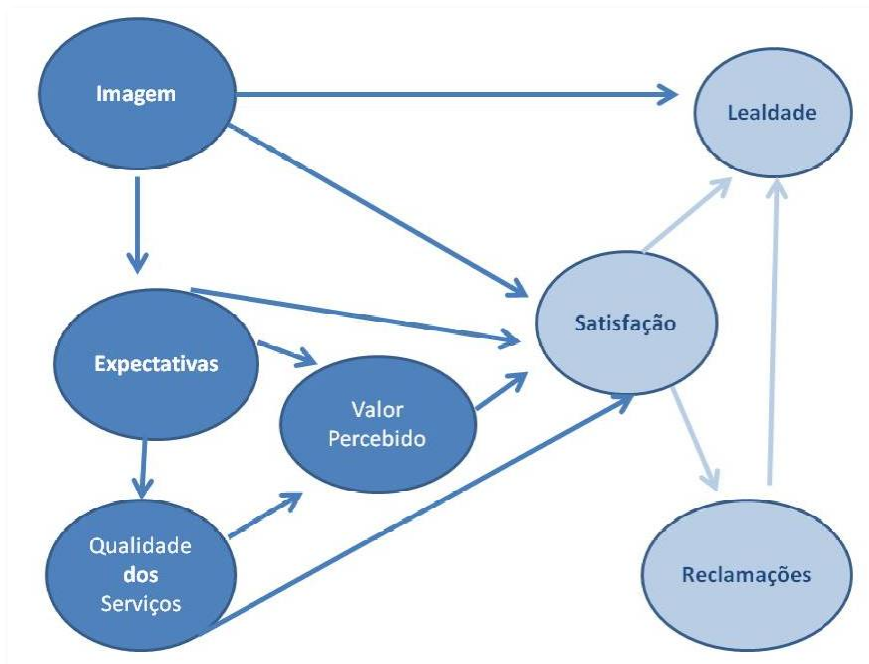 Imagem
Lealdade
Satisfação
Expectativas
Valor
Percebido
Qualidade
dos
Serviços
Reclamações